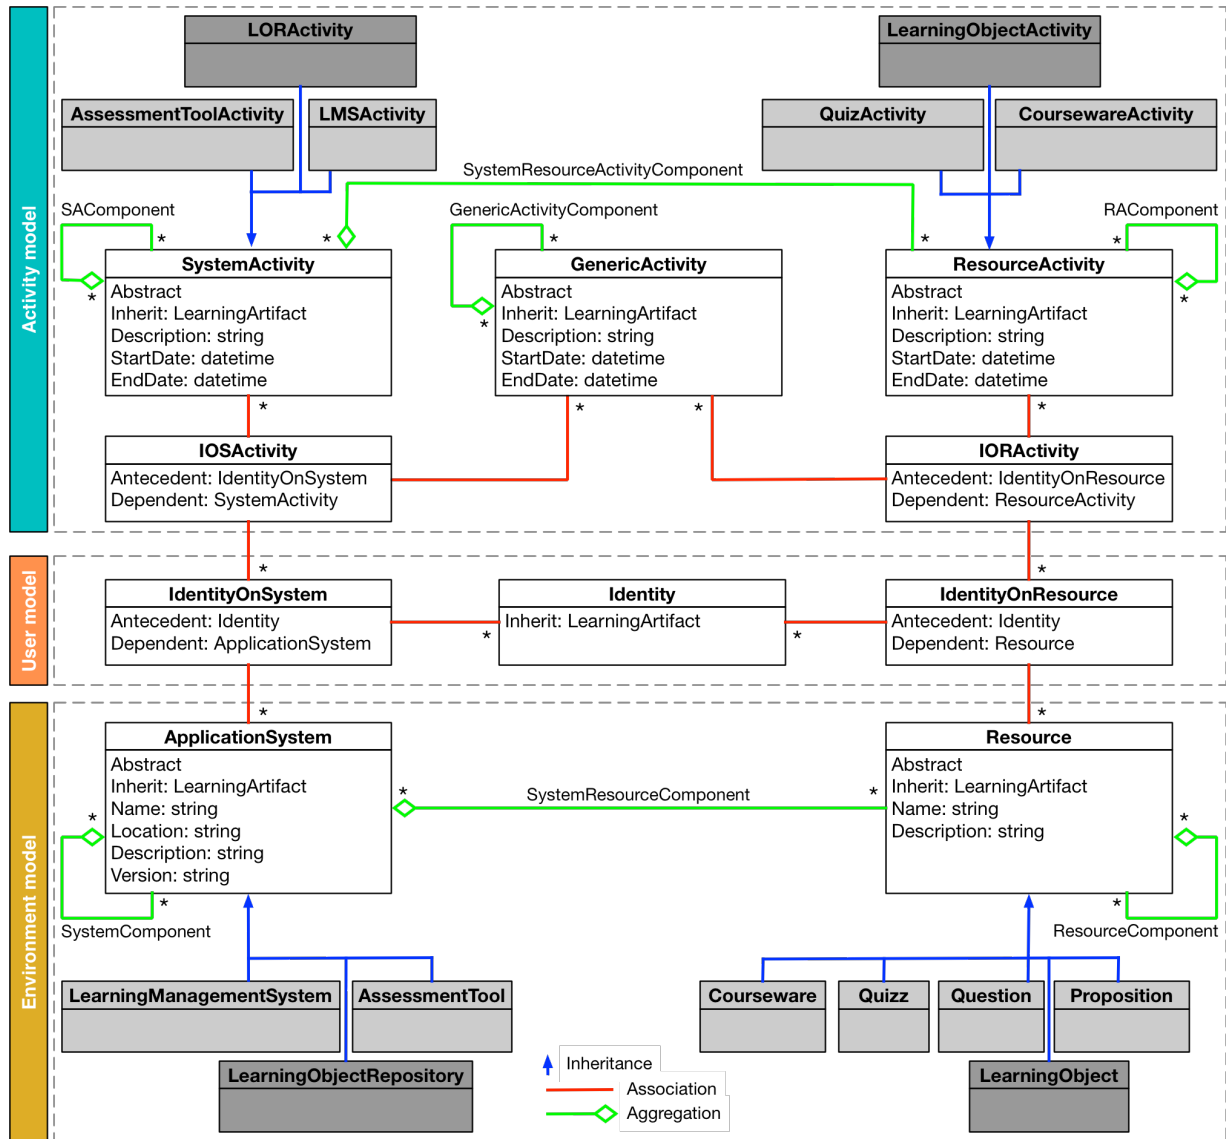 Activity model
LORActivity
LearningObjectActivity
AssessmentToolActivity
LMSActivity
QuizActivity
CoursewareActivity
SystemResourceActivityComponent
SAComponent
*
*
*
GenericActivityComponent
*
*
RAComponent
*
*
*
SystemActivity
Abstract
Inherit: LearningArtifact
Description: string
StartDate: datetime
EndDate: datetime
*
GenericActivity
Abstract
Inherit: LearningArtifact
Description: string
StartDate: datetime
EndDate: datetime
*
*
ResourceActivity
Abstract
Inherit: LearningArtifact
Description: string
StartDate: datetime
EndDate: datetime
*
IOSActivity
Antecedent: IdentityOnSystem
Dependent: SystemActivity
IORActivity
Antecedent: IdentityOnResource
Dependent: ResourceActivity
User model
*
*
IdentityOnSystem
Antecedent: Identity
Dependent: ApplicationSystem
Identity
Inherit: LearningArtifact
*
*
IdentityOnResource
Antecedent: Identity
Dependent: Resource
Environment model
*
*
ApplicationSystem
Abstract
Inherit: LearningArtifact
Name: string
Location: string
Description: string
Version: string
*
*
SystemComponent
*
SystemResourceComponent
*
Resource
Abstract
Inherit: LearningArtifact
Name: string
Description: string
*
*
ResourceComponent
LearningManagementSystem
AssessmentTool
LearningObjectRepository
Courseware
Quizz
Question
Proposition
LearningObject
Inheritance
Association
Aggregation